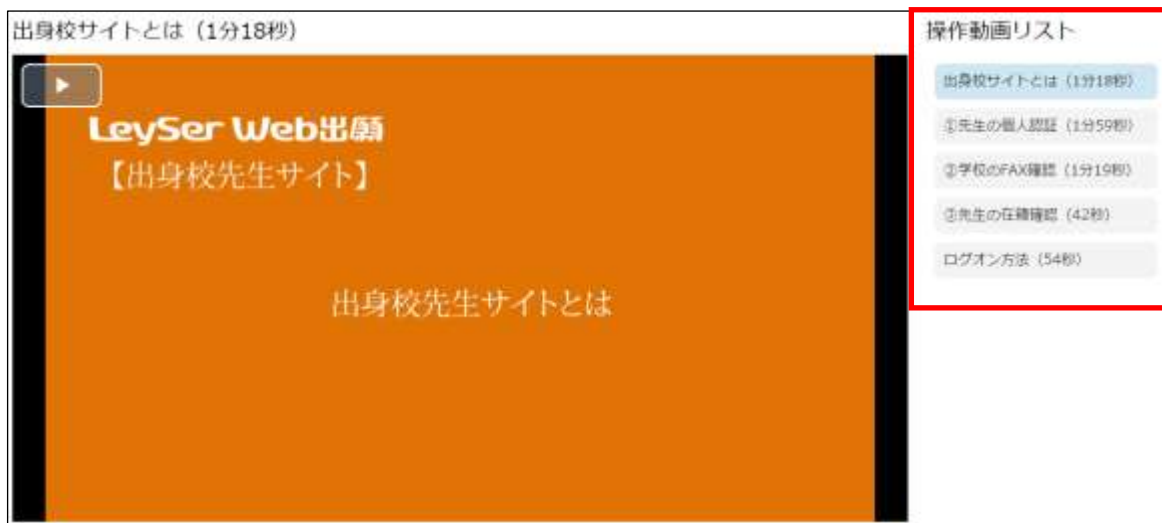 出身校サイトとは（1分18秒）
LeySer Web出願
【出身校先生サイト】
出身校先生サイトとは
操作動画リスト
出身校サイトとは（1分18秒）
①先生の個人認証（1分59秒）
②学校のFAX確認（1分19秒）
③先生の在籍確認（42秒）
ログオン方法（54秒）